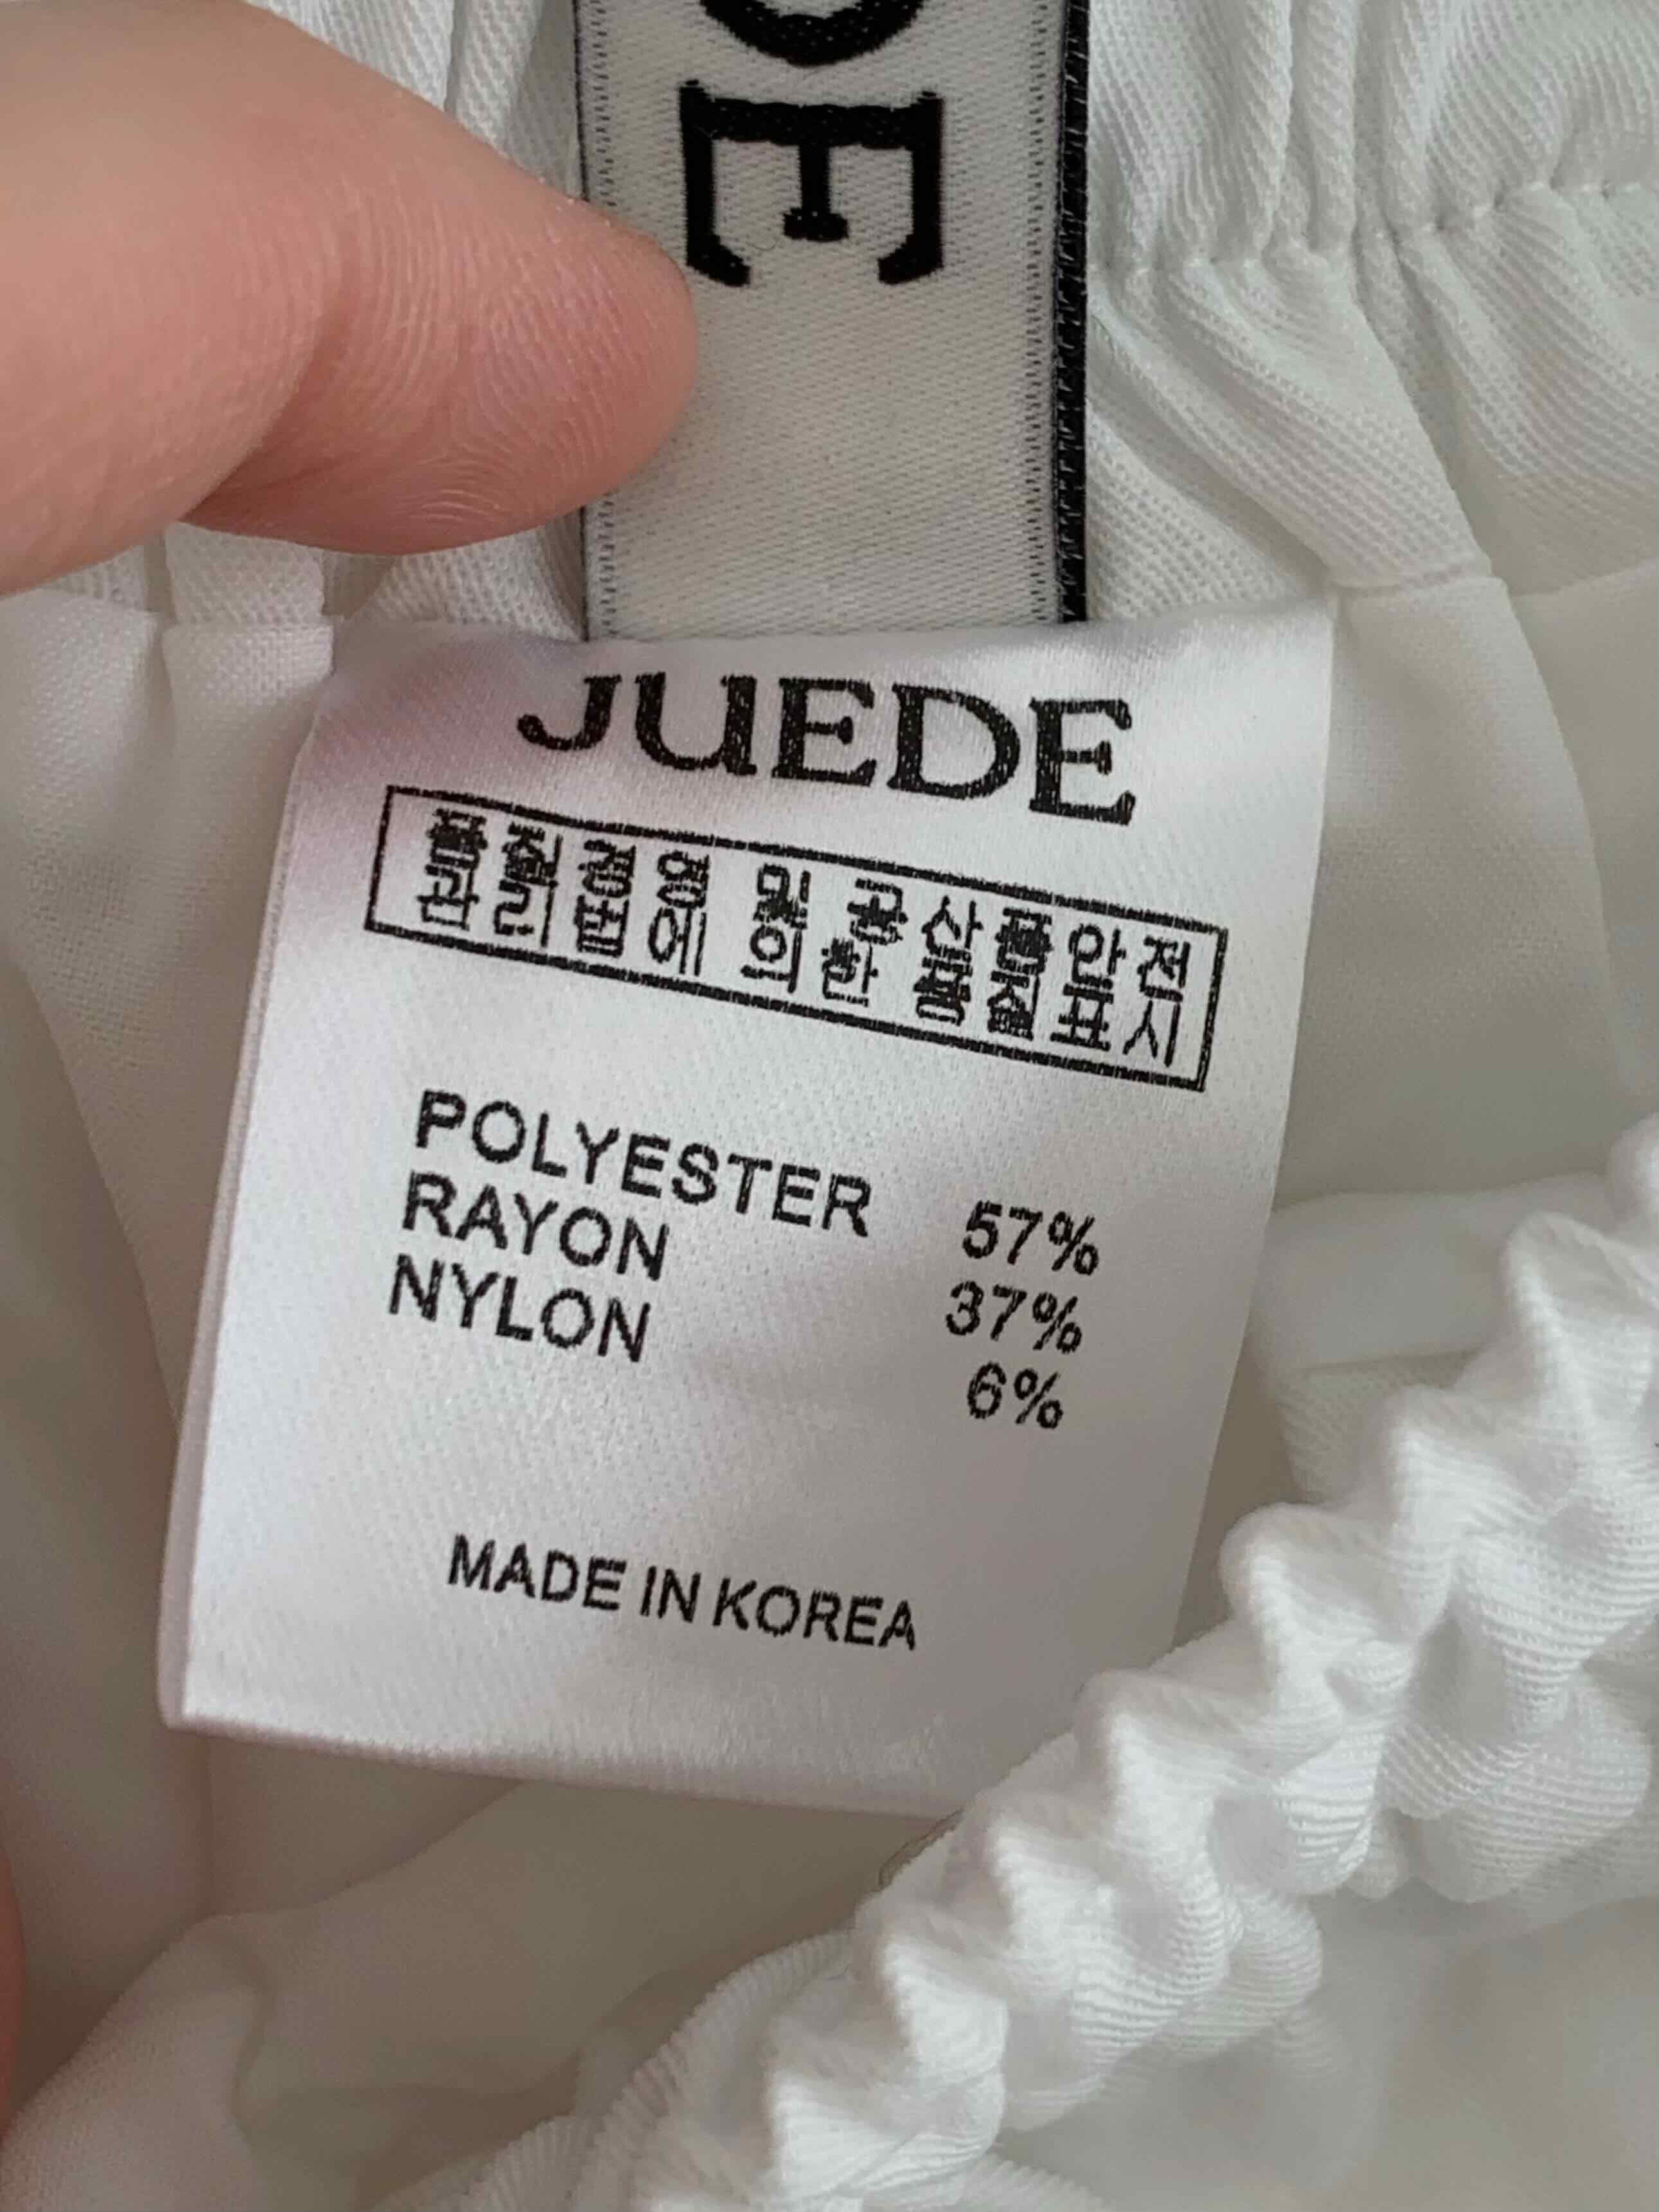 DE
JUEDE
품질경영 및 공산품안전
관리법에 의한 품질표시
POLYESTER 57%
RAYON 37%
NYLON 6%
MADE IN KOREA